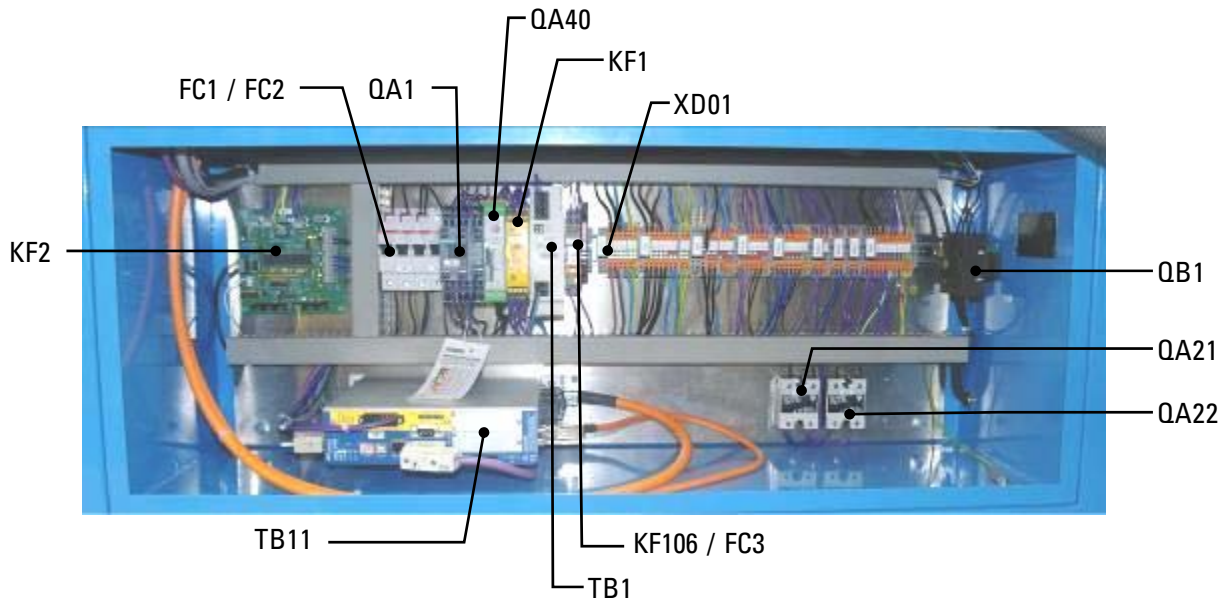 QA40
KF1
FC1 / FC2
QA1
XD01
KF2
QB1
QA21
QA22
TB11
KF106 / FC3
TB1